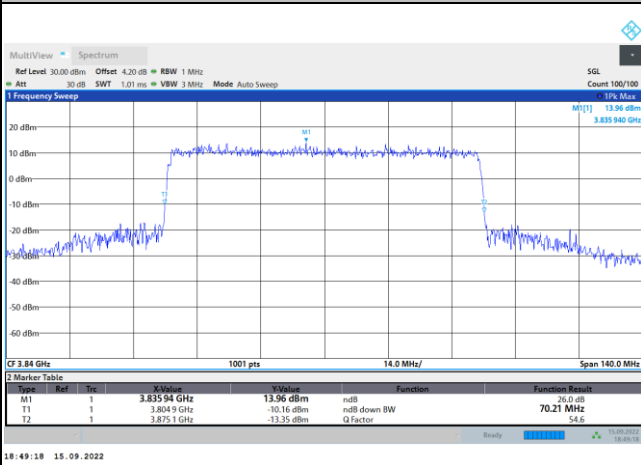 MultiView Spectrum
Ref Level 30.00 dBm Offset 4.20 dB RBW 1 MHz SGL
Att 30 dB SWT 1.01 ms VBW 3 MHz Mode Auto Sweep Count 100/100
1 Frequency Sweep 1Pk Max
M1[1] 13.96 dBm
3.835 940 GHz
M1
20 dBm
10 dBm
0 dBm
T1
T2
-10 dBm
-20 dBm
-30 dBm
-40 dBm
-50 dBm
-60 dBm
CF 3.84 GHz 1001 pts 14.0 MHz/ Span 140.0 MHz
2 Marker Table
Type Ref Trc X-Value Y-Value Function Function Result
M1 1 3.835 94 GHz 13.96 dBm ndB 26.0 dB
T1 1 3.804 9 GHz -10.16 dBm ndB down BW 70.21 MHz
T2 1 3.875 1 GHz -13.35 dBm Q Factor 54.6
Ready 15.09.2022
18:49:18
18:49:18 15.09.2022